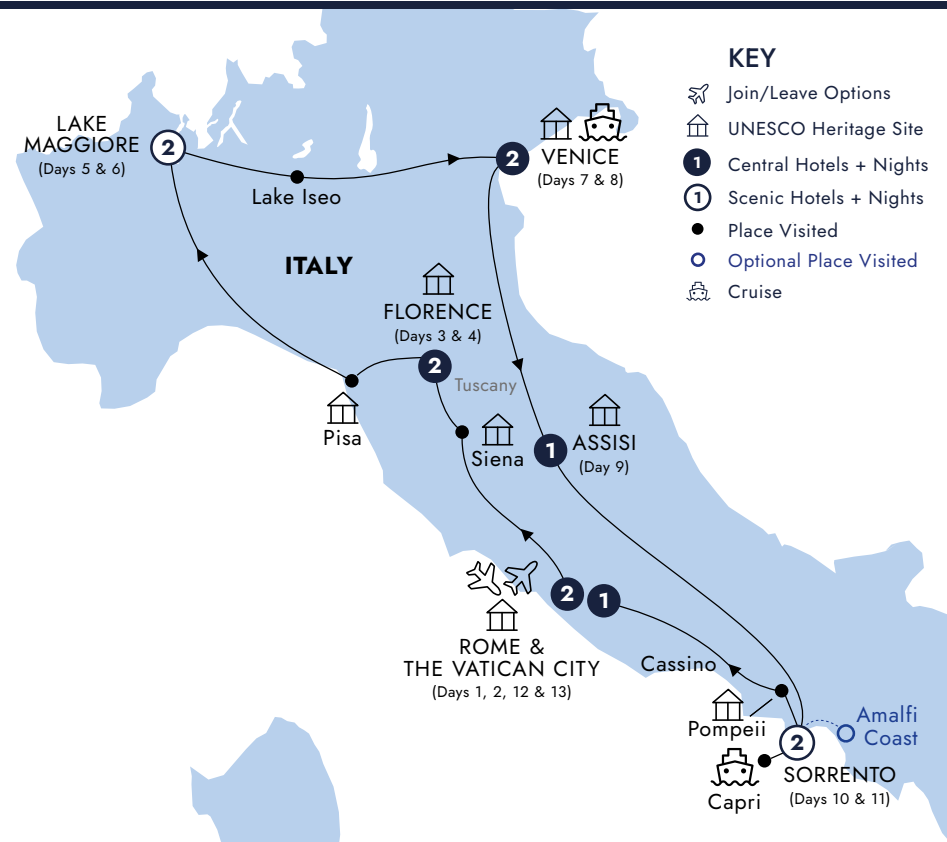 KEY
Join/Leave Options
UNESCO Heritage Site
1 Central Hotels + Nights
1 Scenic Hotels + Nights
Place Visited
Optional Place Visited
Cruise
LAKE
MAGGIORE
(Days 5 & 6)
2
Lake Iseo
2
VENICE
(Days 7 & 8)
ITALY
FLORENCE
(Days 3 & 4)
2
Tuscany
Pisa
Siena
1
ASSISI
(Day 9)
2
1
ROME &
THE VATICAN CITY
(Days 1, 2, 12 & 13)
Cassino
Pompeii
Amalfi
Coast
2
SORRENTO
(Days 10 & 11)
Capri